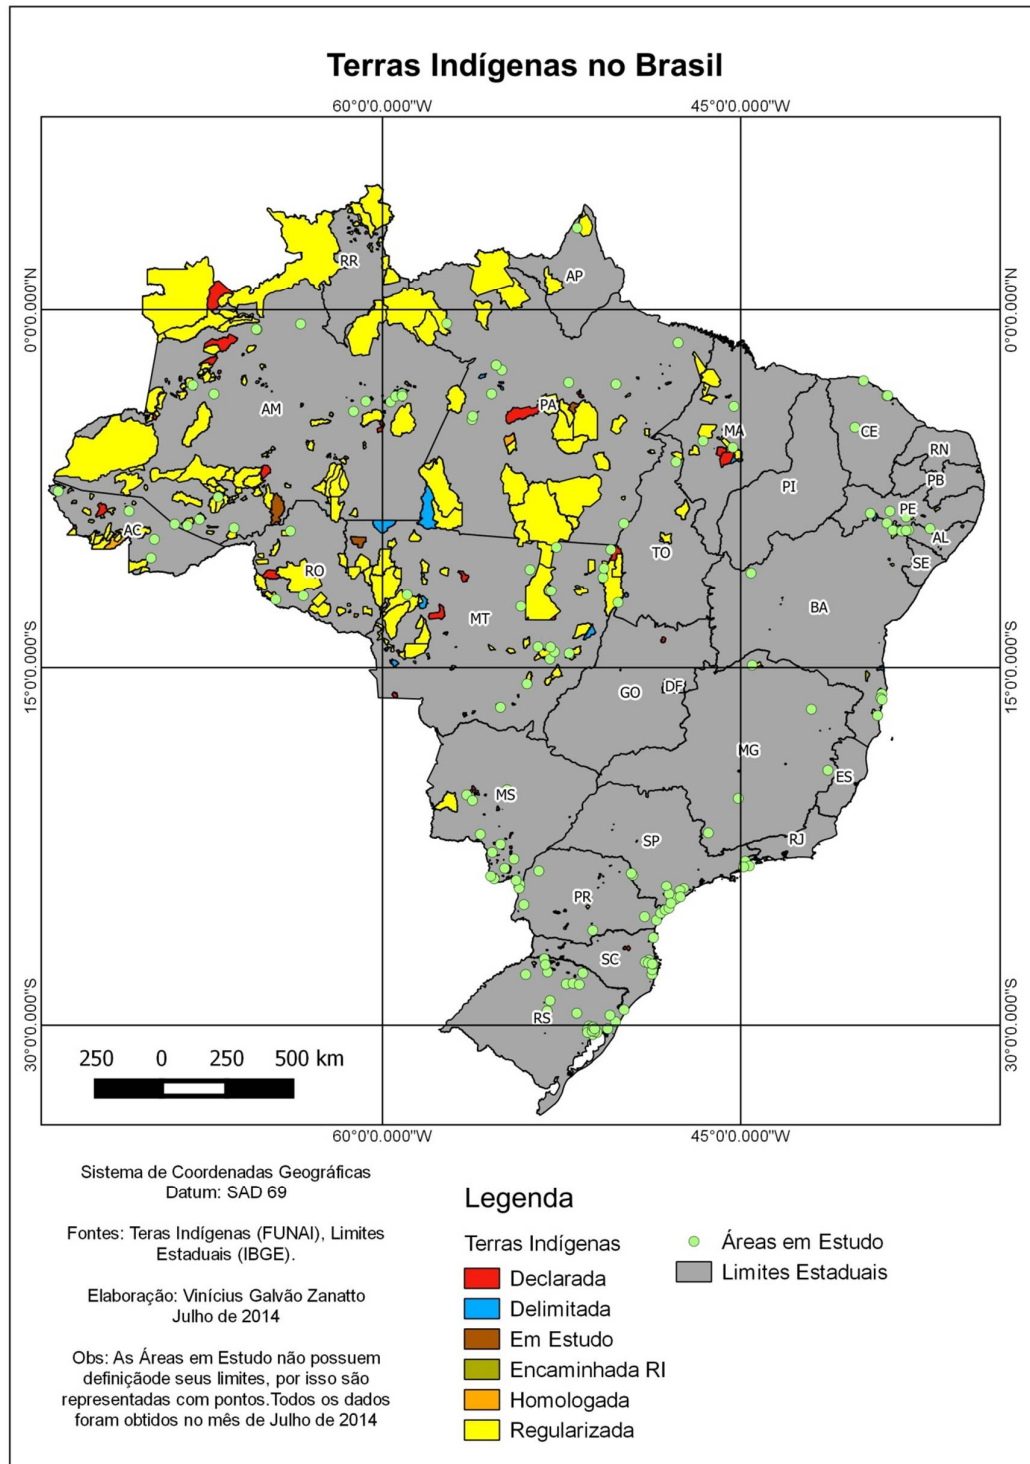 Terras Indígenas no Brasil
60°0'0.000"W
45°0'0.000"W
0°0'0.000"N
0°0'0.000"N
RR
AP
AM
PA
MA
CE
RN
PB
PI
PE
AC
AL
TO
SE
RO
BA
MT
15°0'0.000"S
15°0'0.000"S
GO
DF
MG
ES
MS
SP
RJ
PR
SC
RS
30°0'0.000"S
30°0'0.000"S
250 0 250 500 km
60°0'0.000"W
45°0'0.000"W
Sistema de Coordenadas Geográficas
Datum: SAD 69
Fontes: Teras Indígenas (FUNAI), Limites
Estaduais (IBGE).
Elaboração: Vinícius Galvão Zanatto
Julho de 2014
Obs: As Áreas em Estudo não possuem
definiçãode seus limites, por isso são
representadas com pontos.Todos os dados
foram obtidos no mês de Julho de 2014
Legenda
Terras Indígenas
Declarada
Delimitada
Em Estudo
Encaminhada RI
Homologada
Regularizada
Áreas em Estudo
Limites Estaduais